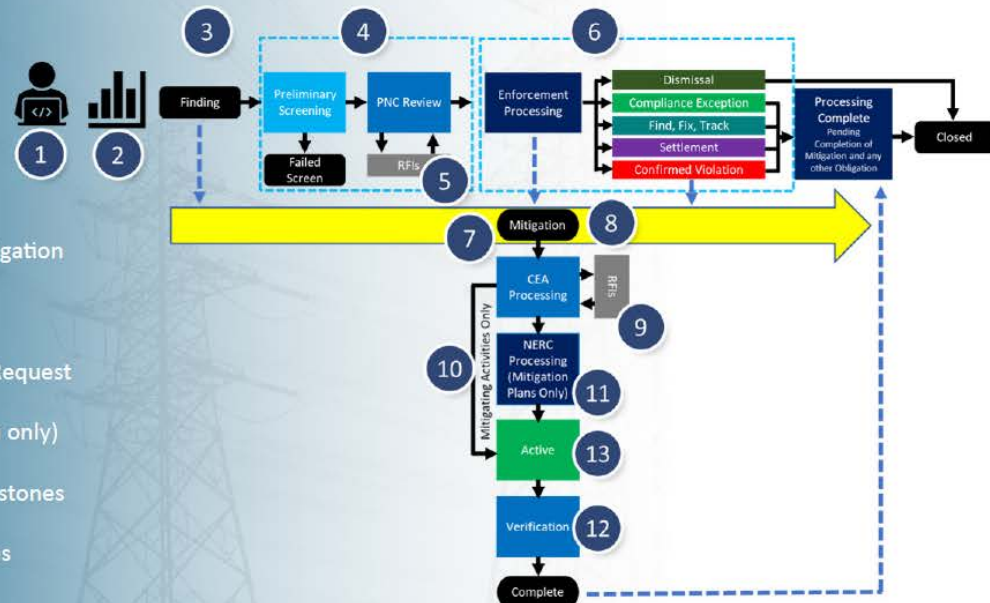 3
4
6
</>
1
2
Finding
Preliminary
Screening
PNC Review
Failed
Screen
RFIs
5
Enforcement
Processing
Dismissal
Compliance Exception
Find, Fix, Track
Settlement
Confirmed Violation
Processing
Complete
Pending
Completion of
Mitigation and any
other Obligation
Closed
7
Mitigation
8
CEA
Processing
RFIs
9
10
Mitigating Activities Only
NERC
Processing
(Mitigation
Plans Only)
11
Active
13
Verification
12
Complete
gation
Request
only)
stones
s